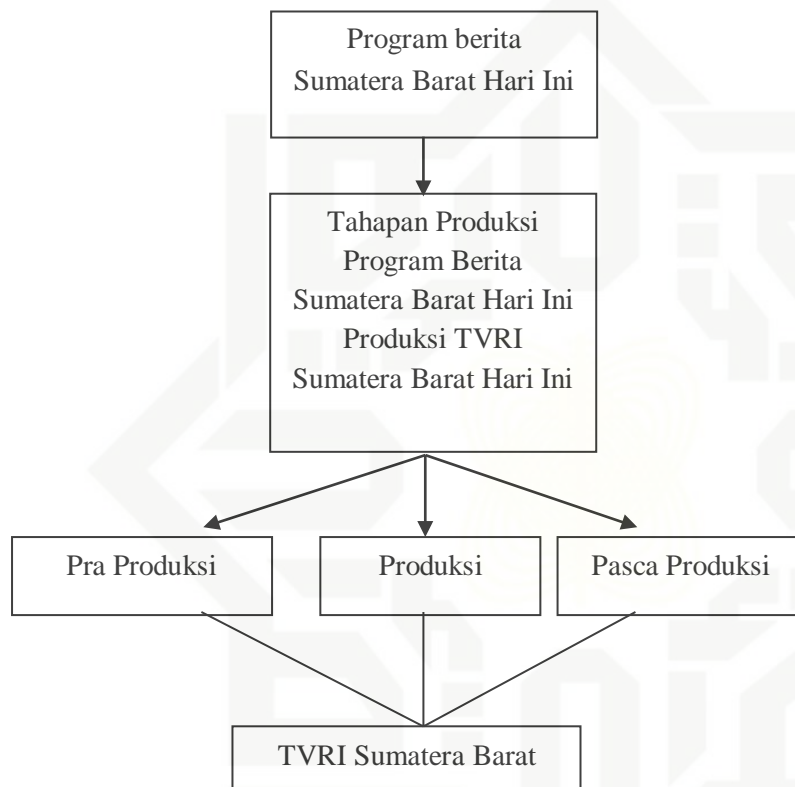 Program berita
Sumatera Barat Hari Ini
Tahapan Produksi
Program Berita
Sumatera Barat Hari Ini
Produksi TVRI
Sumatera Barat Hari Ini
Pra Produksi
Produksi
Pasca Produksi
TVRI Sumatera Barat